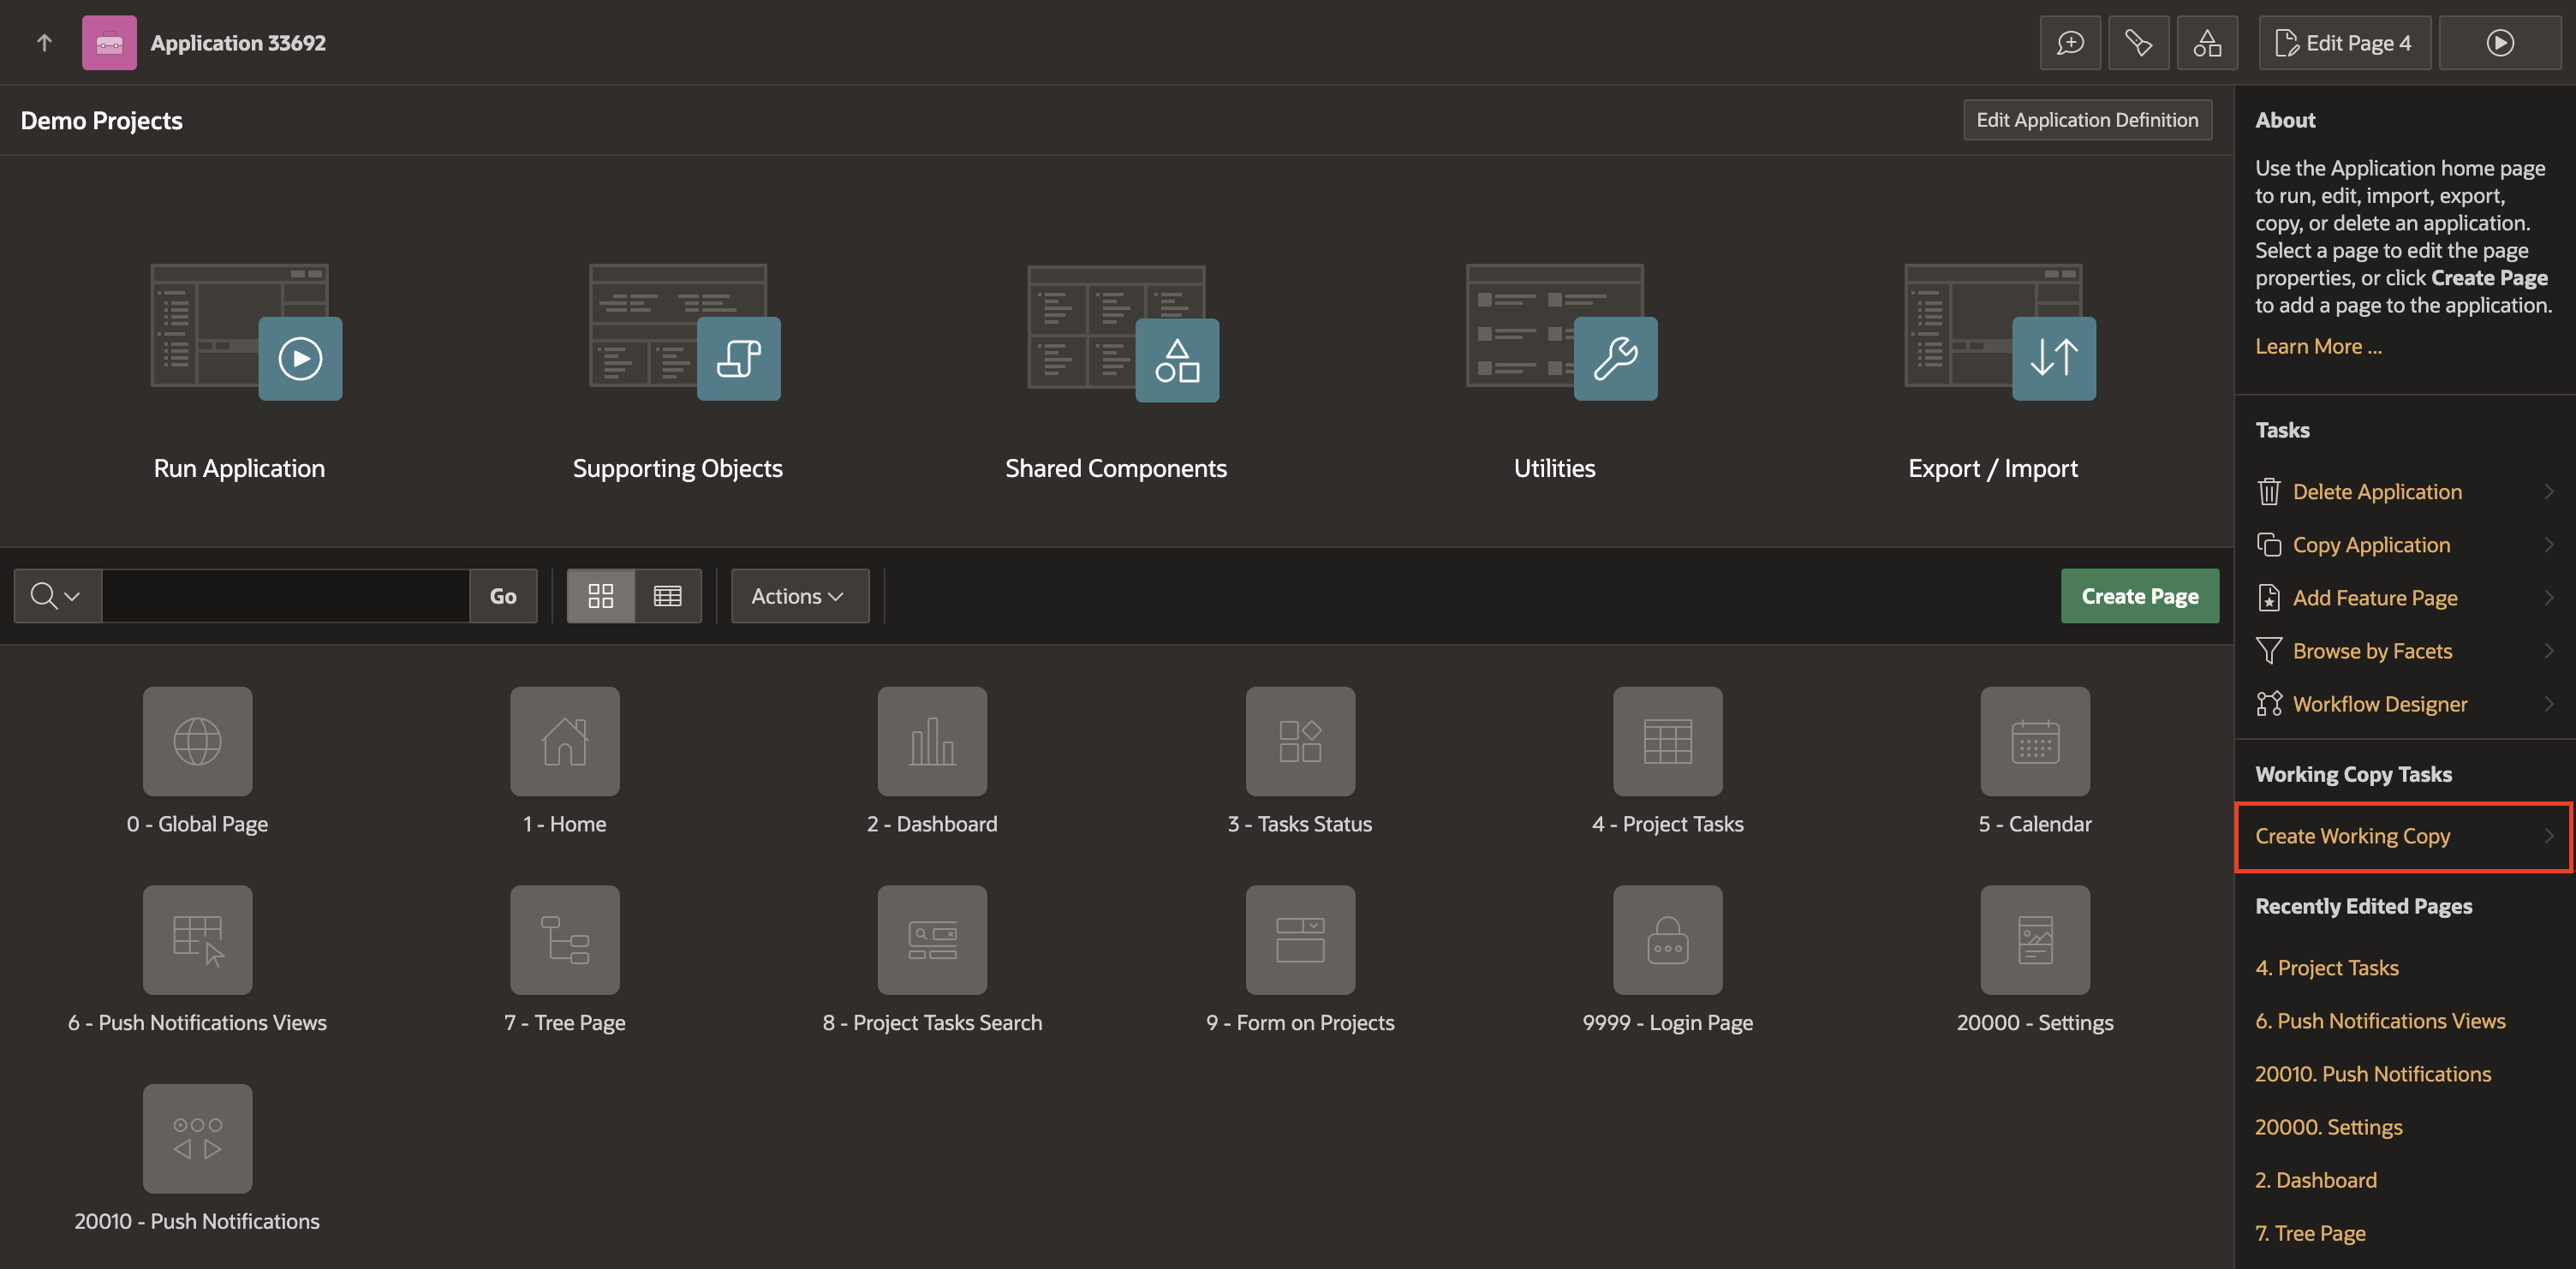 Application 33692
Edit Page 4
Demo Projects
Edit Application Definition
Run Application
Supporting Objects
Shared Components
Utilities
Export / Import
Go
Actions
Create Page
0 - Global Page
1 - Home
2 - Dashboard
3 - Tasks Status
4 - Project Tasks
5 - Calendar
6 - Push Notifications Views
7 - Tree Page
8 - Project Tasks Search
9 - Form on Projects
9999 - Login Page
20000 - Settings
20010 - Push Notifications
About
Use the Application home page
to run, edit, import, export,
copy, or delete an application.
Select a page to edit the page
properties, or click Create Page
to add a page to the application.
Learn More ...
Tasks
Delete Application
Copy Application
Add Feature Page
Browse by Facets
Workflow Designer
Working Copy Tasks
Create Working Copy
Recently Edited Pages
4. Project Tasks
6. Push Notifications Views
20010. Push Notifications
20000. Settings
2. Dashboard
7. Tree Page